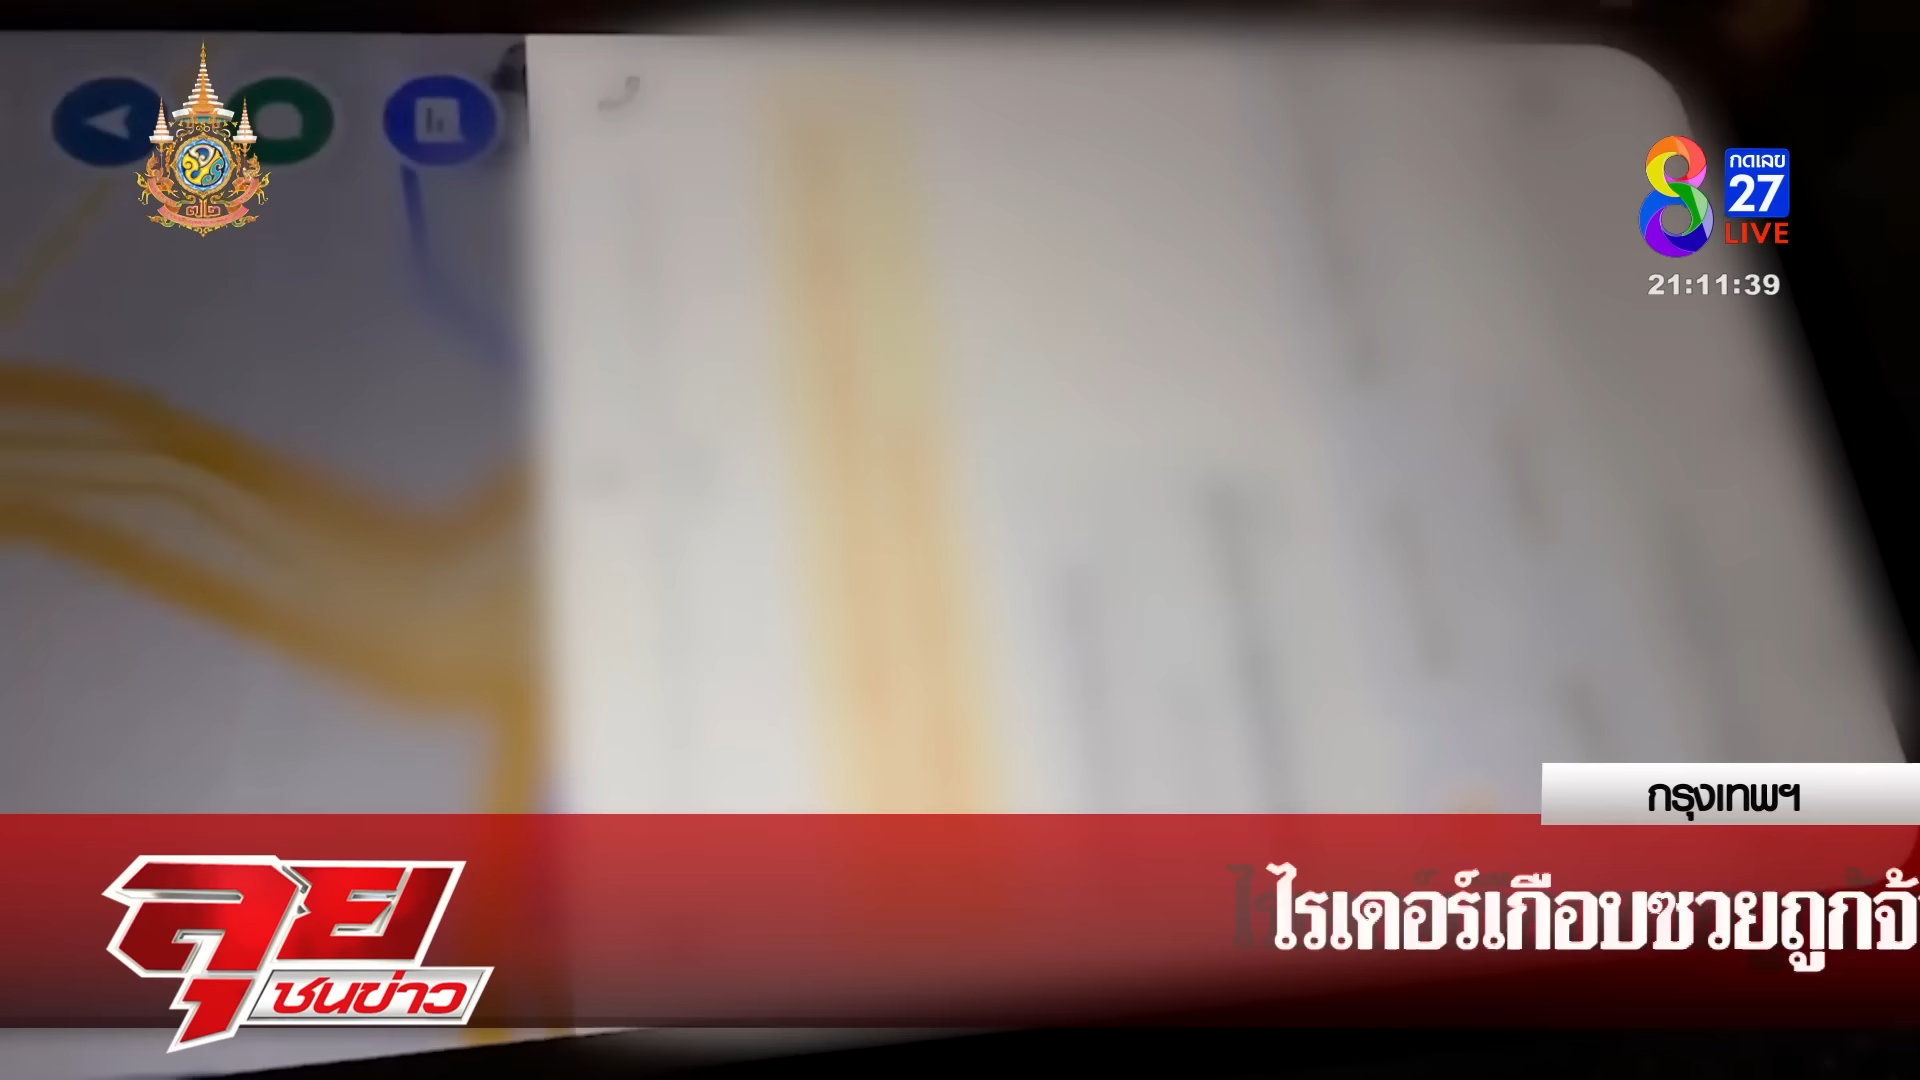 กดเลข
27
LIVE
21:11:39
กรุงเทพฯ
ลุย
ชนข่าว
ไรเดอร์เกือบซวยถูกจ้